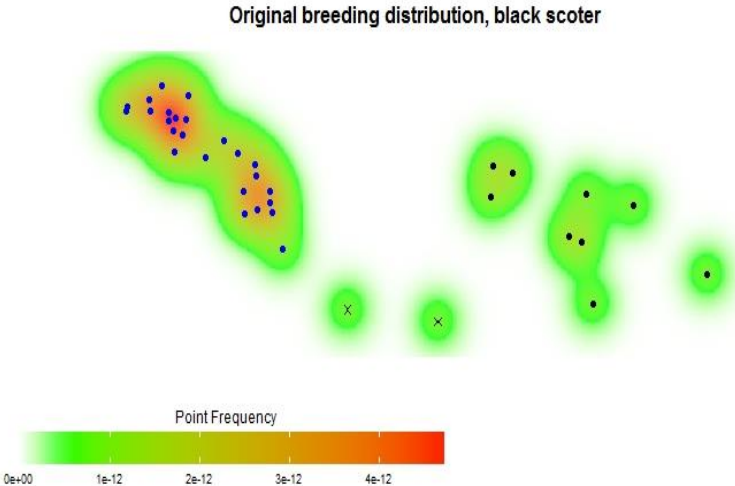 Original breeding distribution, black scoter
Point Frequency
0e+00 1e-12 2e-12 3e-12 4e-12